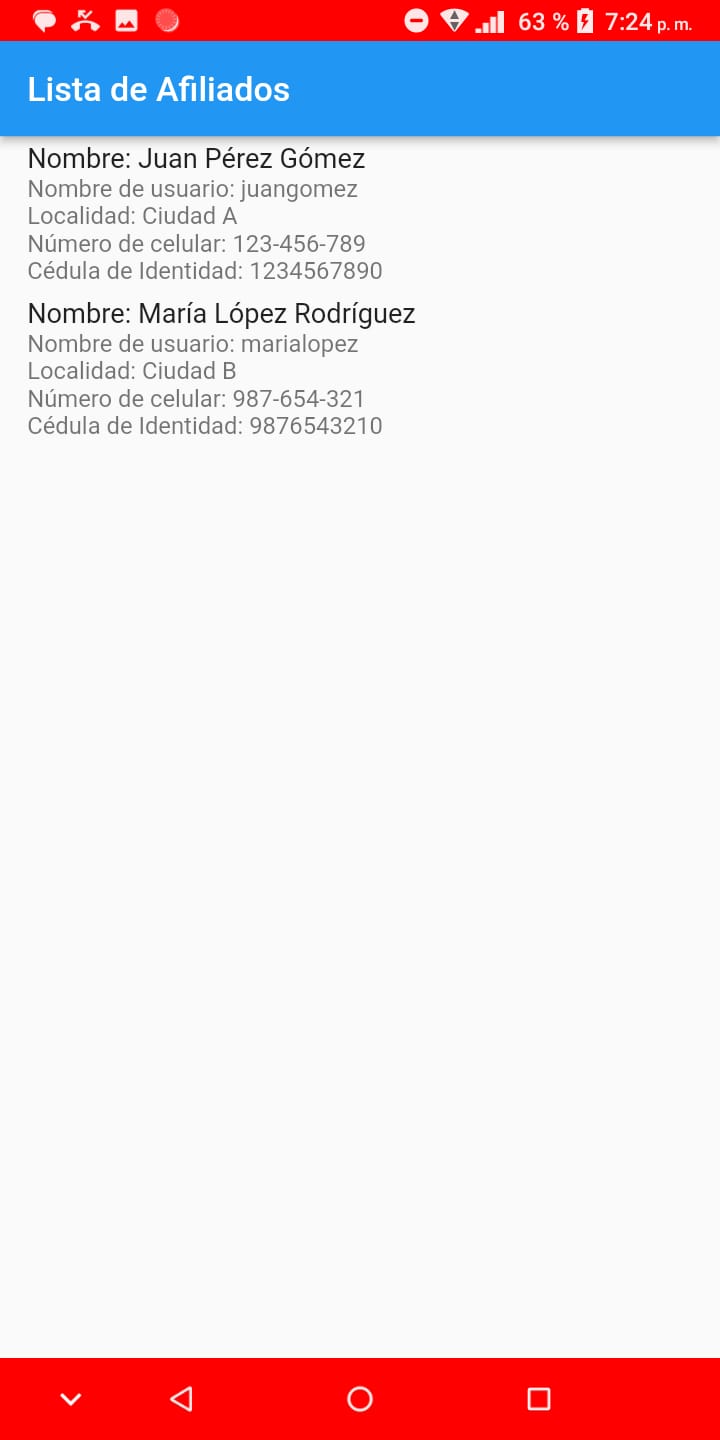 63 % 7:24 p. m.
Lista de Afiliados
Nombre: Juan Pérez Gómez
Nombre de usuario: juangomez
Localidad: Ciudad A
Número de celular: 123-456-789
Cédula de Identidad: 1234567890
Nombre: María López Rodríguez
Nombre de usuario: marialopez
Localidad: Ciudad B
Número de celular: 987-654-321
Cédula de Identidad: 9876543210